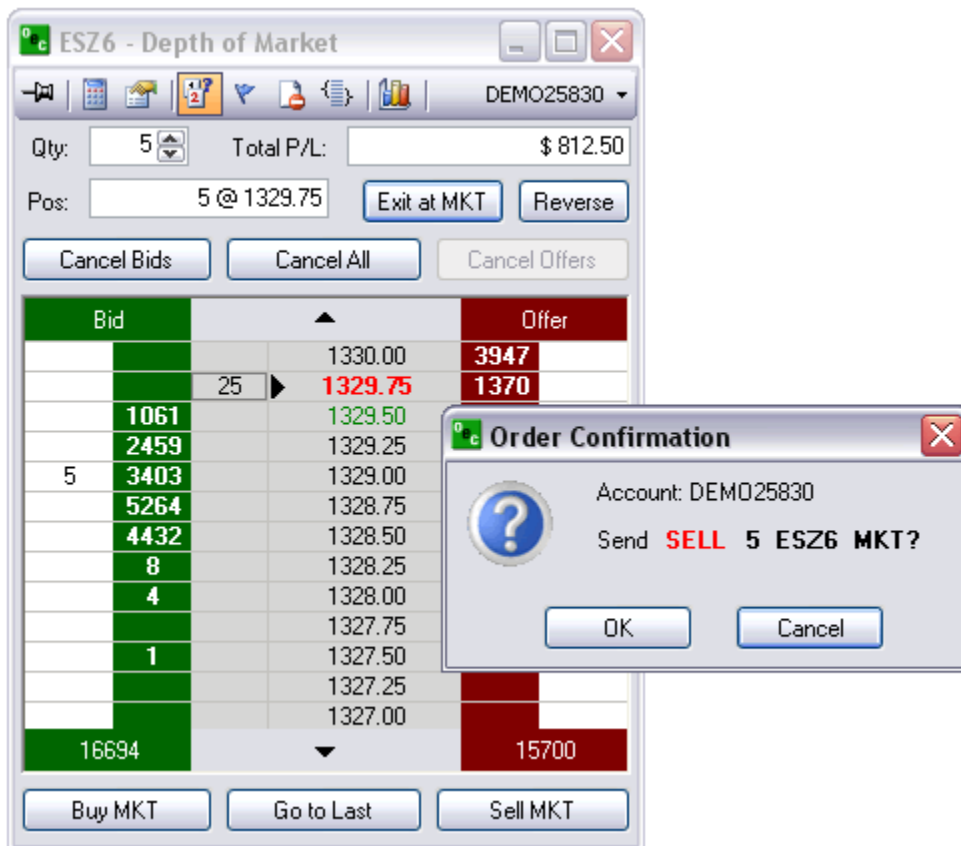 ESZ6 - Depth of Market
DEMO25830
Qty: 5 Total P/L: $ 812.50
Pos: 5 @ 1329.75 Exit at MKT Reverse
Cancel Bids Cancel All Cancel Offers
Bid Offer
1330.00 3947
25 1329.75 1370
1061 1329.50
2459 1329.25
5 3403 1329.00
5264 1328.75
4432 1328.50
8 1328.25
4 1328.00
1327.75
1 1327.50
1327.25
1327.00
16694 15700
Buy MKT Go to Last Sell MKT
Order Confirmation
Account: DEMO25830
Send SELL 5 ESZ6 MKT?
OK Cancel